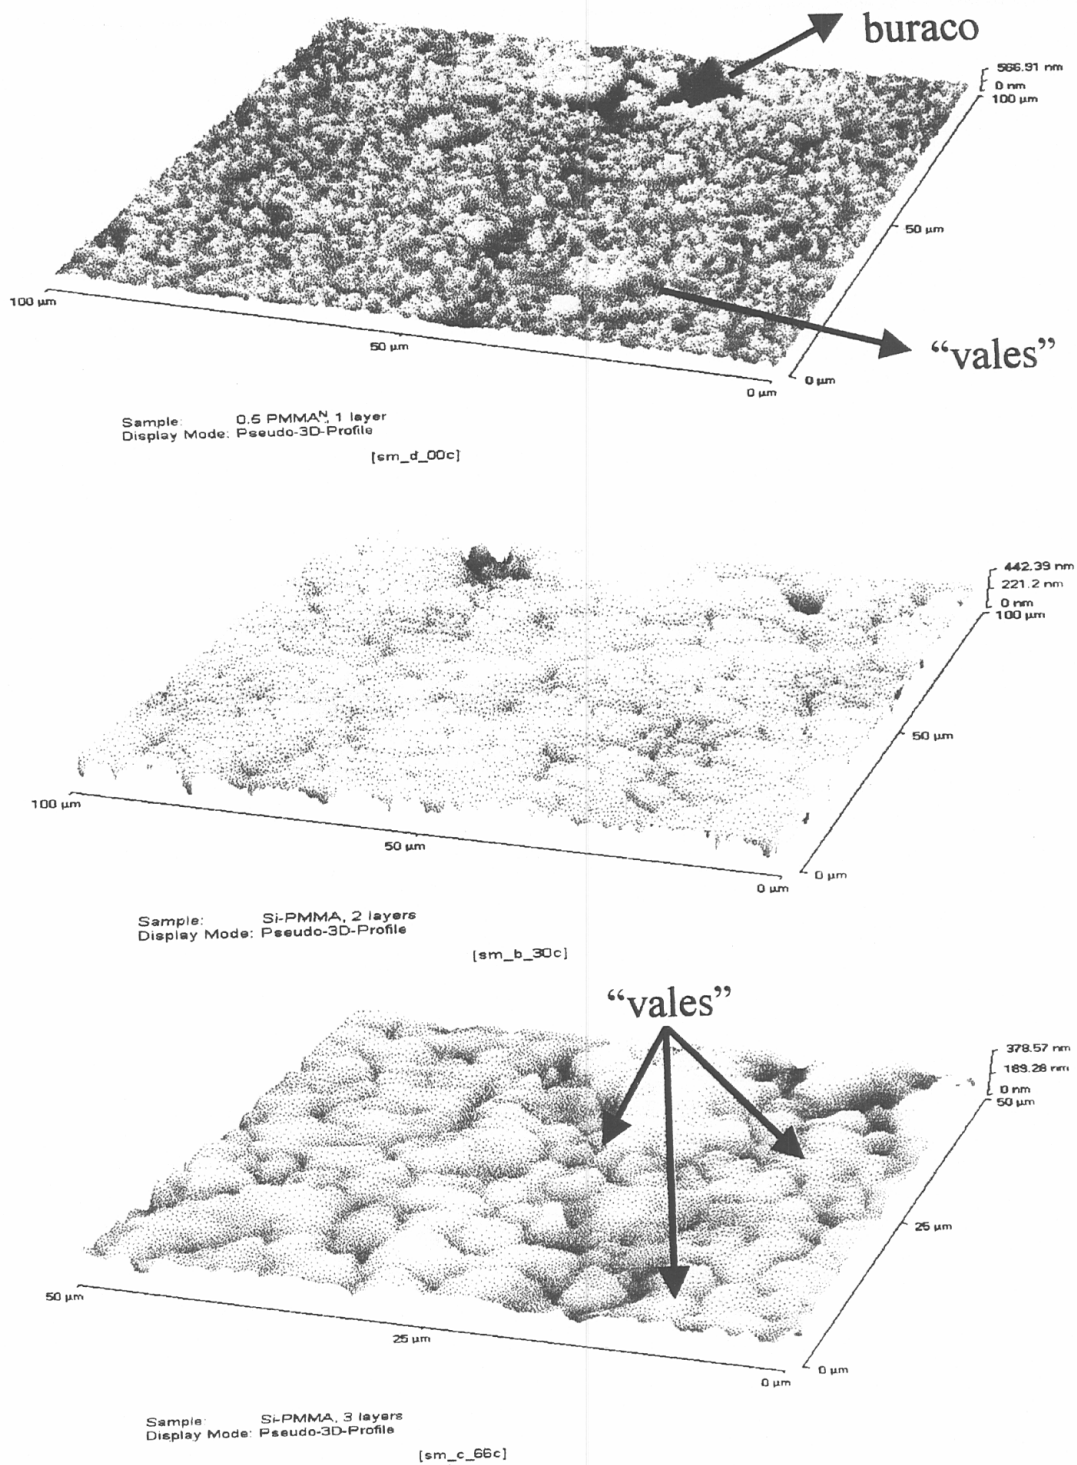 buraco
566.91 nm
0 nm
100 µm
50 µm
100 µm
50 µm
0 µm
0 µm
“vales”
Sample: 0.5 PMMAᴺ, 1 layer
Display Mode: Pseudo-3D-Profile
[sm_d_00c]
442.39 nm
221.2 nm
0 nm
100 µm
50 µm
100 µm
50 µm
0 µm
0 µm
Sample: Si-PMMA, 2 layers
Display Mode: Pseudo-3D-Profile
[sm_b_30c]
“vales”
378.57 nm
189.28 nm
0 nm
50 µm
25 µm
50 µm
25 µm
0 µm
0 µm
Sample: Si-PMMA, 3 layers
Display Mode: Pseudo-3D-Profile
[sm_c_66c]